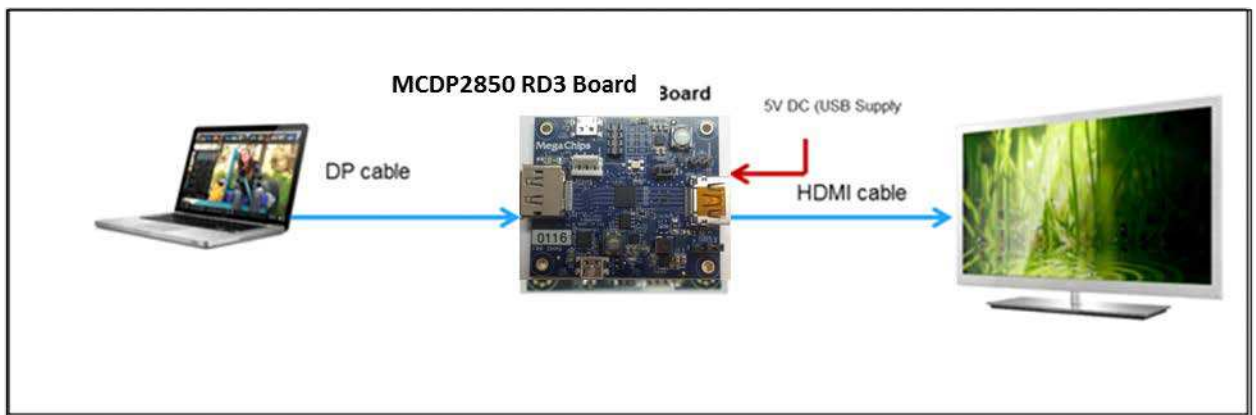 MCDP2850 RD3 Board
Board
5V DC (USB Supply
DP cable
MegaChips
HDMI cable
0116